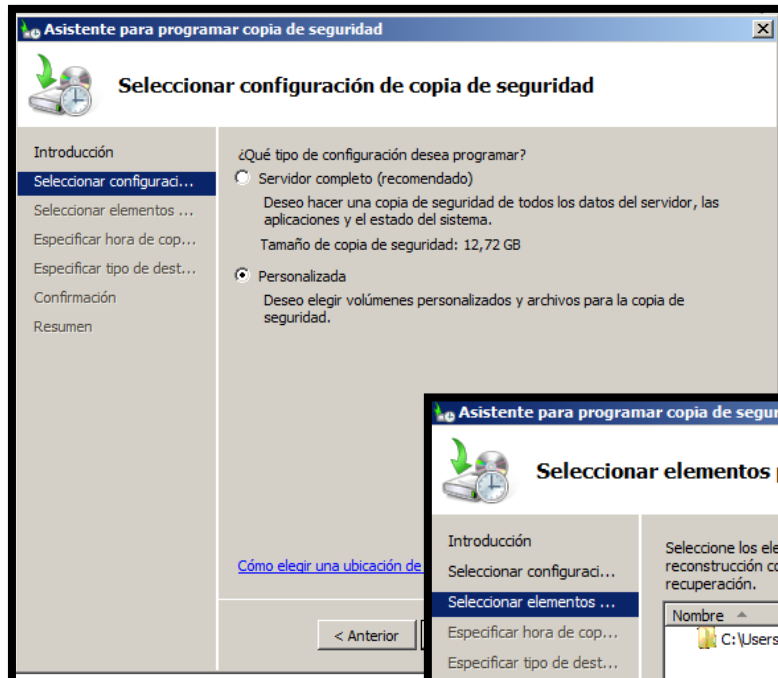 Asistente para programar copia de seguridad
Seleccionar configuración de copia de seguridad
Introducción
Seleccionar configuraci...
Seleccionar elementos ...
Especificar hora de cop...
Especificar tipo de dest...
Confirmación
Resumen
¿Qué tipo de configuración desea programar?
Servidor completo (recomendado)
Deseo hacer una copia de seguridad de todos los datos del servidor, las
aplicaciones y el estado del sistema.
Tamaño de copia de seguridad: 12,72 GB
Personalizada
Deseo elegir volúmenes personalizados y archivos para la copia de
seguridad.
Cómo elegir una ubicación de
< Anterior
Asistente para programar copia de segur
Seleccionar elementos p
Introducción
Seleccionar configuraci...
Seleccionar elementos ...
Especificar hora de cop...
Especificar tipo de dest...
Seleccione los ele
reconstrucción co
recuperación.
Nombre
C:\Users